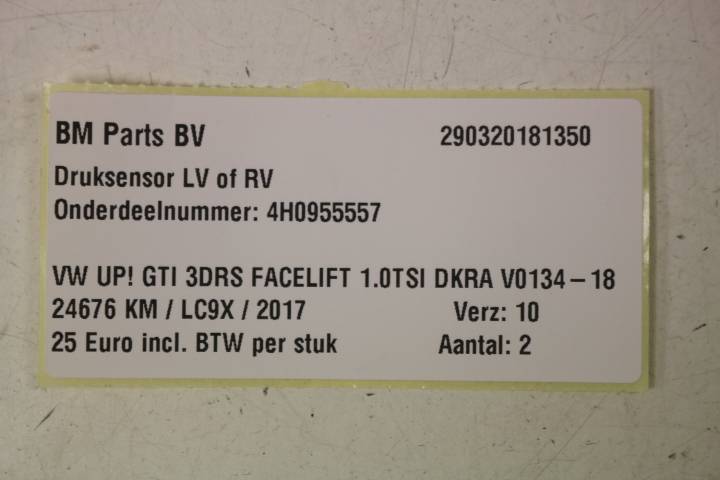 BM Parts BV 290320181350
Druksensor LV of RV
Onderdeelnummer: 4H0955557
VW UP! GTI 3DRS FACELIFT 1.0TSI DKRA V0134-18
24676 KM / LC9X / 2017 Verz: 10
25 Euro incl. BTW per stuk Aantal: 2